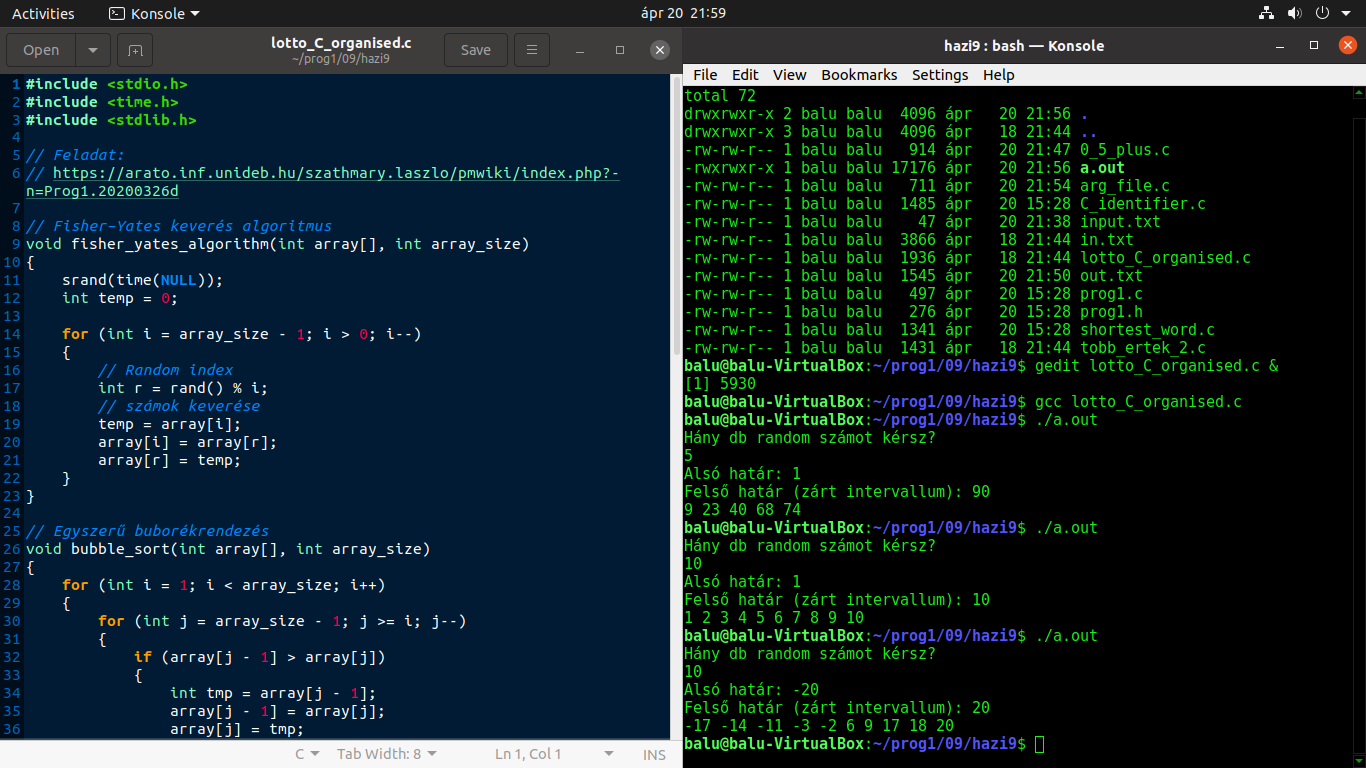 Activities Konsole ápr 20 21:59
Open lotto_C_organised.c Save
~/prog1/09/hazi9
1 #include <stdio.h>
2 #include <time.h>
3 #include <stdlib.h>
4
5 // Feladat:
6 // https://arato.inf.unideb.hu/szathmary.laszlo/pmwiki/index.php?-
n=Prog1.20200326d
7
8 // Fisher-Yates keverés algoritmus
9 void fisher_yates_algorithm(int array[], int array_size)
10 {
11 srand(time(NULL));
12 int temp = 0;
13
14 for (int i = array_size - 1; i > 0; i--)
15 {
16 // Random index
17 int r = rand() % i;
18 // számok keverése
19 temp = array[i];
20 array[i] = array[r];
21 array[r] = temp;
22 }
23 }
24
25 // Egyszerű buborékrendezés
26 void bubble_sort(int array[], int array_size)
27 {
28 for (int i = 1; i < array_size; i++)
29 {
30 for (int j = array_size - 1; j >= i; j--)
31 {
32 if (array[j - 1] > array[j])
33 {
34 int tmp = array[j - 1];
35 array[j - 1] = array[j];
36 array[j] = tmp;
C Tab Width: 8 Ln 1, Col 1 INS
hazi9 : bash — Konsole
File Edit View Bookmarks Settings Help
total 72
drwxrwxr-x 2 balu balu 4096 ápr 20 21:56 .
drwxrwxr-x 3 balu balu 4096 ápr 18 21:44 ..
-rw-rw-r-- 1 balu balu 914 ápr 20 21:47 0_5_plus.c
-rwxrwxr-x 1 balu balu 17176 ápr 20 21:56 a.out
-rw-rw-r-- 1 balu balu 711 ápr 20 21:54 arg_file.c
-rw-rw-r-- 1 balu balu 1485 ápr 20 15:28 C_identifier.c
-rw-rw-r-- 1 balu balu 47 ápr 20 21:38 input.txt
-rw-rw-r-- 1 balu balu 3866 ápr 18 21:44 in.txt
-rw-rw-r-- 1 balu balu 1936 ápr 18 21:44 lotto_C_organised.c
-rw-rw-r-- 1 balu balu 1545 ápr 20 21:50 out.txt
-rw-rw-r-- 1 balu balu 497 ápr 20 15:28 prog1.c
-rw-rw-r-- 1 balu balu 276 ápr 20 15:28 prog1.h
-rw-rw-r-- 1 balu balu 1341 ápr 20 15:28 shortest_word.c
-rw-rw-r-- 1 balu balu 1431 ápr 18 21:44 tobb_ertek_2.c
balu@balu-VirtualBox:~/prog1/09/hazi9$ gedit lotto_C_organised.c &
[1] 5930
balu@balu-VirtualBox:~/prog1/09/hazi9$ gcc lotto_C_organised.c
balu@balu-VirtualBox:~/prog1/09/hazi9$ ./a.out
Hány db random számot kérsz?
5
Alsó határ: 1
Felső határ (zárt intervallum): 90
9 23 40 68 74
balu@balu-VirtualBox:~/prog1/09/hazi9$ ./a.out
Hány db random számot kérsz?
10
Alsó határ: 1
Felső határ (zárt intervallum): 10
1 2 3 4 5 6 7 8 9 10
balu@balu-VirtualBox:~/prog1/09/hazi9$ ./a.out
Hány db random számot kérsz?
10
Alsó határ: -20
Felső határ (zárt intervallum): 20
-17 -14 -11 -3 -2 6 9 17 18 20
balu@balu-VirtualBox:~/prog1/09/hazi9$